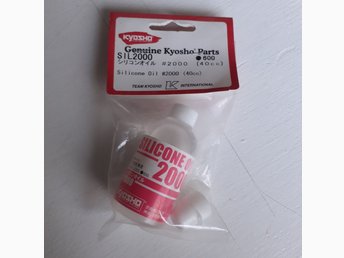 KYOSHO
Genuine Kyosho Parts
SIL2000 ●600
シリコンオイル #2000 (40cc)
Silicone Oil #2000 (40cc)
TEAM KYOSHO K INTERNATIONAL
SILICONE
200
KYOSHO